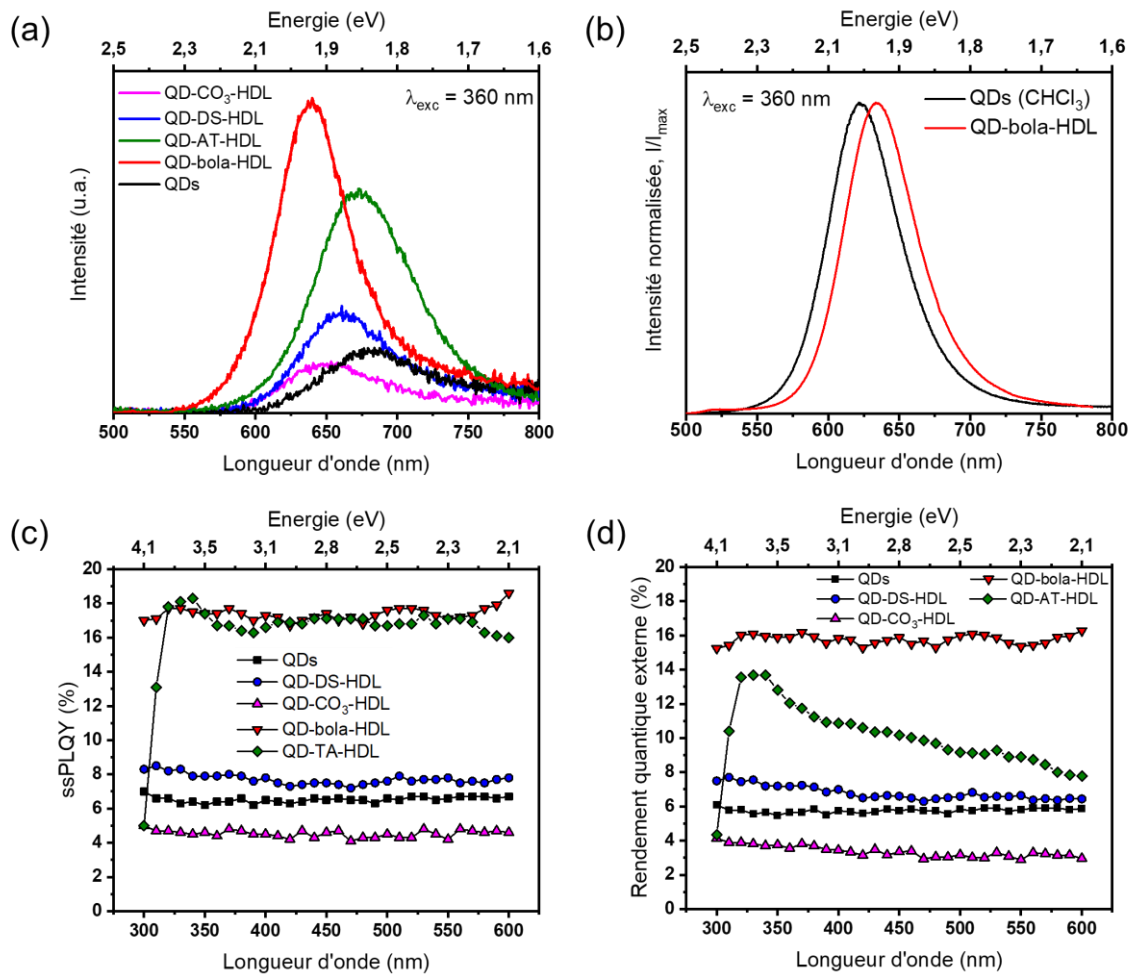 (a)
Energie (eV)
2,5 2,3 2,1 1,9 1,8 1,7 1,6
QD-CO₃-HDL
QD-DS-HDL
QD-AT-HDL
QD-bola-HDL
QDs
λexc = 360 nm
Intensité (u.a.)
500 550 600 650 700 750 800
Longueur d'onde (nm)
(b)
Energie (eV)
2,5 2,3 2,1 1,9 1,8 1,7 1,6
λexc = 360 nm
QDs (CHCl₃)
QD-bola-HDL
Intensité normalisée, I/Imax
500 550 600 650 700 750 800
Longueur d'onde (nm)
(c)
Energie (eV)
4,1 3,5 3,1 2,8 2,5 2,3 2,1
20
18
16
14
12
10
8
6
4
2
0
QDs
QD-DS-HDL
QD-CO₃-HDL
QD-bola-HDL
QD-TA-HDL
ssPLQY (%)
300 350 400 450 500 550 600
Longueur d'onde (nm)
(d)
Energie (eV)
4,1 3,5 3,1 2,8 2,5 2,3 2,1
20
18
16
14
12
10
8
6
4
2
0
QDs
QD-DS-HDL
QD-CO₃-HDL
QD-bola-HDL
QD-AT-HDL
Rendement quantique externe (%)
300 350 400 450 500 550 600
Longueur d'onde (nm)